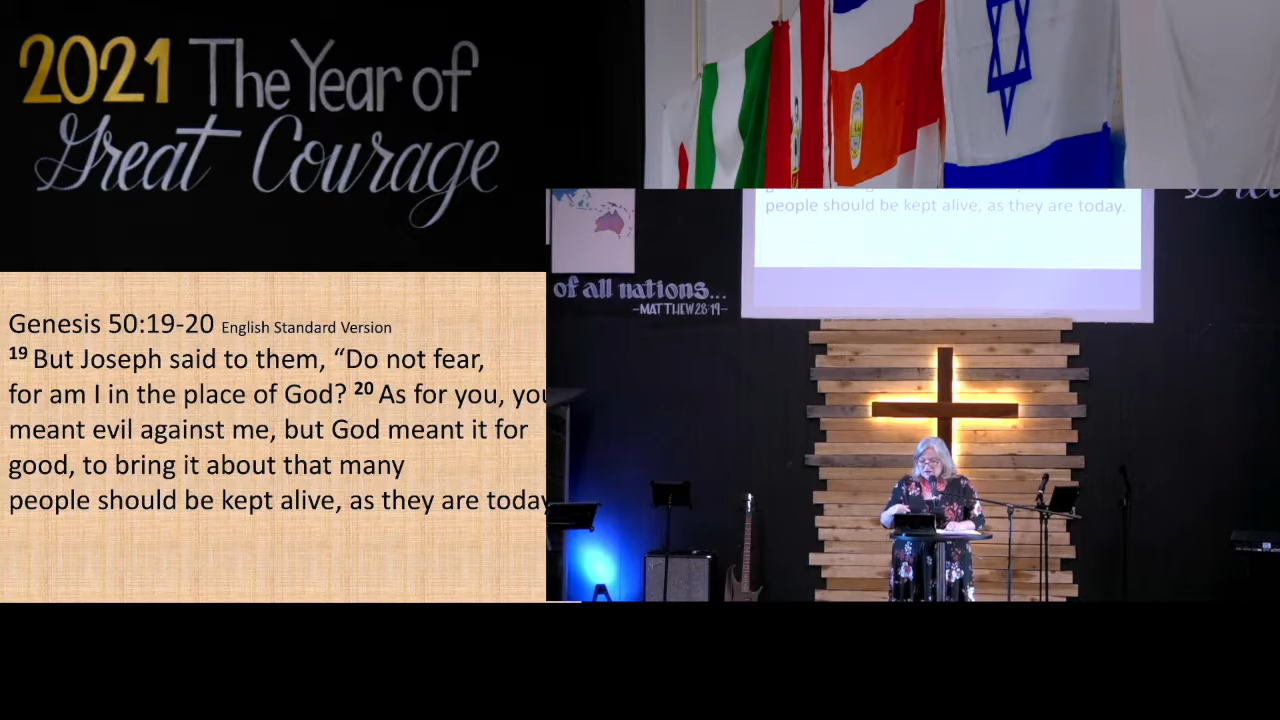 2021 The Year of
Great Courage
Genesis 50:19-20 English Standard Version
19 But Joseph said to them, “Do not fear,
for am I in the place of God? 20 As for you, you
meant evil against me, but God meant it for
good, to bring it about that many
people should be kept alive, as they are today
people should be kept alive, as they are today.
of all nations...
-MATTHEW 28:19-